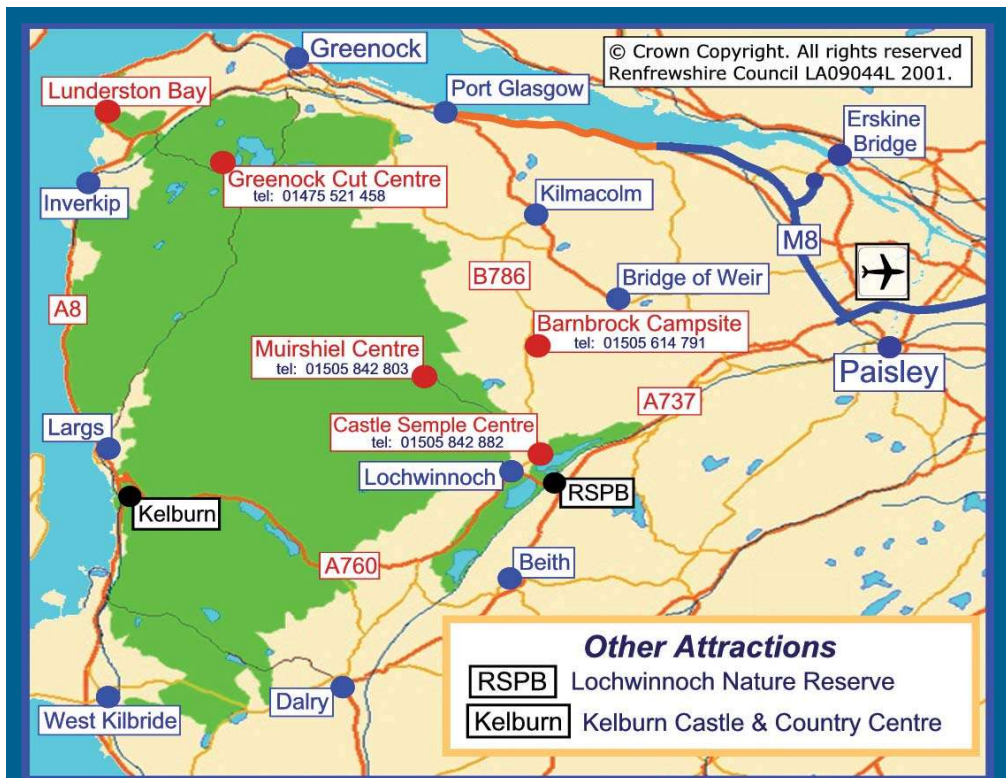 Greenock
© Crown Copyright. All rights reserved
Renfrewshire Council LA09044L 2001.
Lunderston Bay
Port Glasgow
Erskine
Bridge
Greenock Cut Centre
tel: 01475 521 458
Inverkip
Kilmacolm
M8
B786
Bridge of Weir
A8
Barnbrock Campsite
tel: 01505 614 791
Muirshiel Centre
tel: 01505 842 803
Paisley
A737
Castle Semple Centre
tel: 01505 842 882
Largs
Lochwinnoch
RSPB
Kelburn
A760
Beith
Other Attractions
RSPB Lochwinnoch Nature Reserve
Kelburn Kelburn Castle & Country Centre
West Kilbride
Dalry